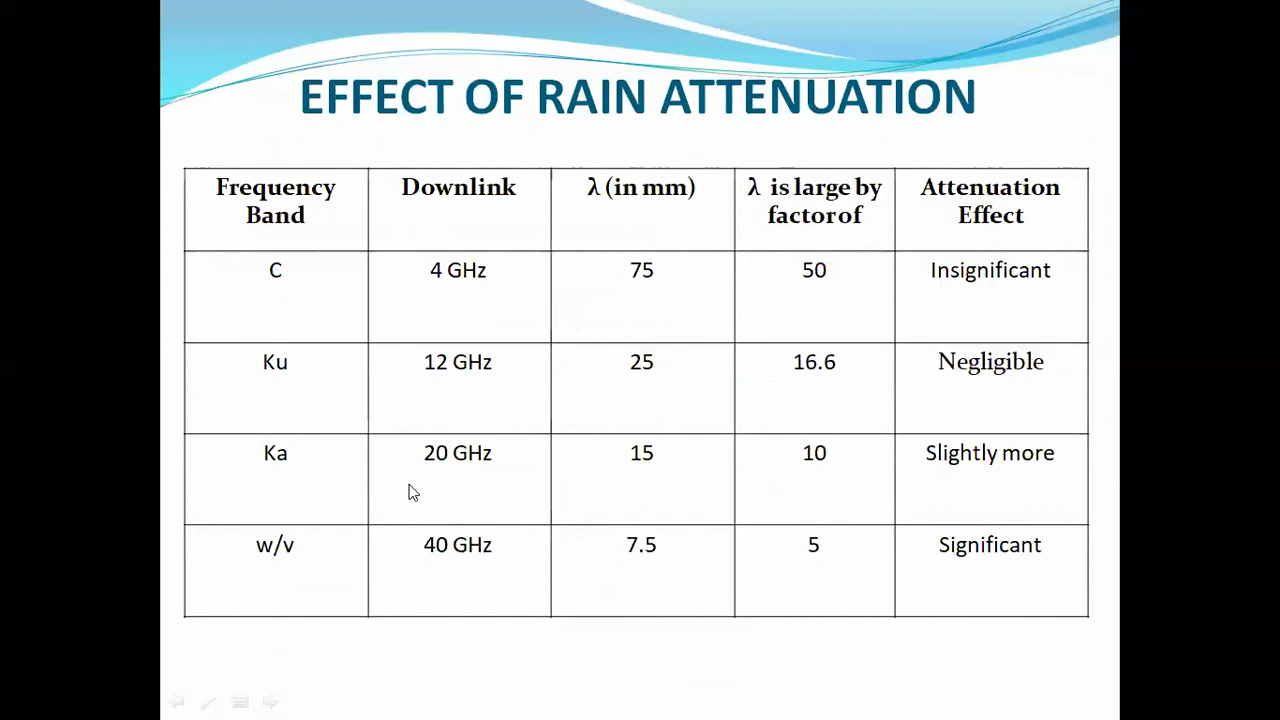 EFFECT OF RAIN ATTENUATION
Frequency Band Downlink λ (in mm) λ is large by factor of Attenuation Effect
C 4 GHz 75 50 Insignificant
Ku 12 GHz 25 16.6 Negligible
Ka 20 GHz 15 10 Slightly more
w/v 40 GHz 7.5 5 Significant